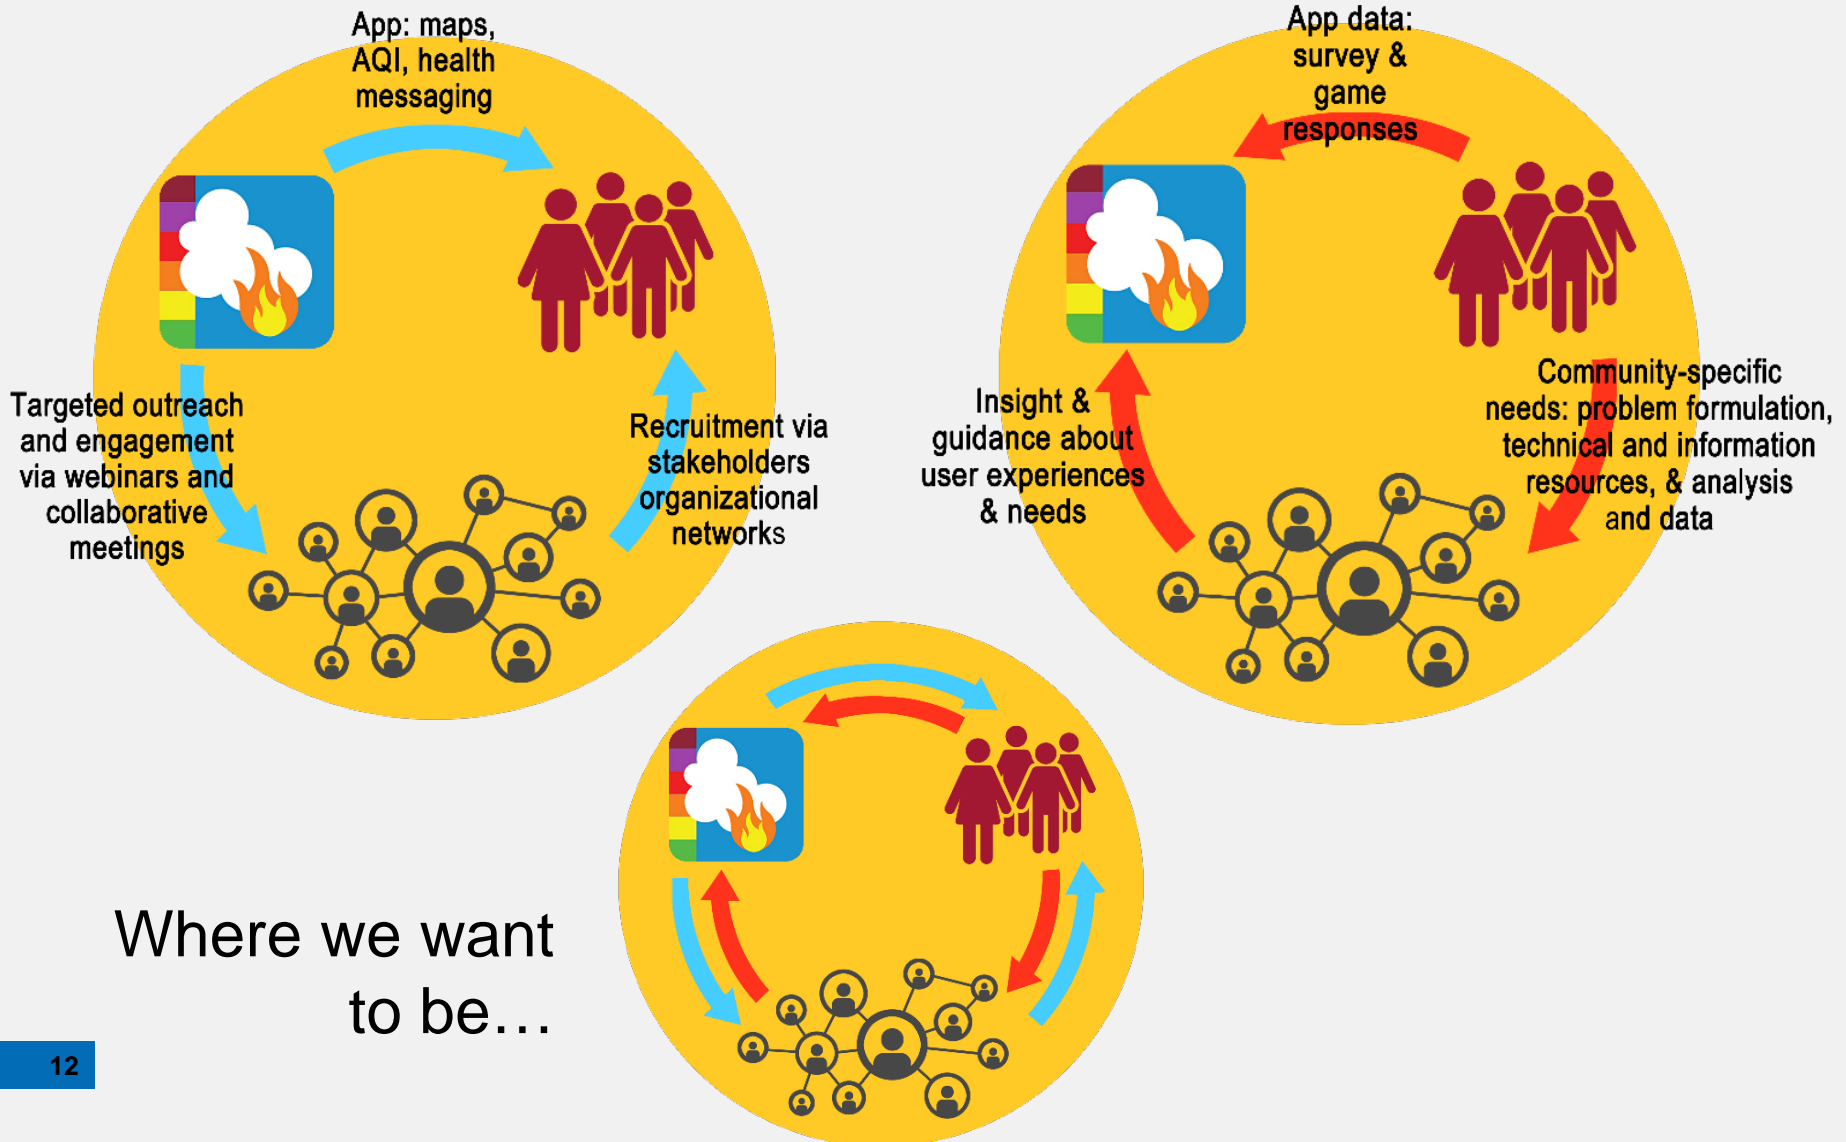 App: maps,
AQI, health
messaging
Targeted outreach
and engagement
via webinars and
collaborative
meetings
Recruitment via
stakeholders
organizational
networks
App data:
survey &
game
responses
Insight &
guidance about
user experiences
& needs
Community-specific
needs: problem formulation,
technical and information
resources, & analysis
and data
Where we want
to be…
12